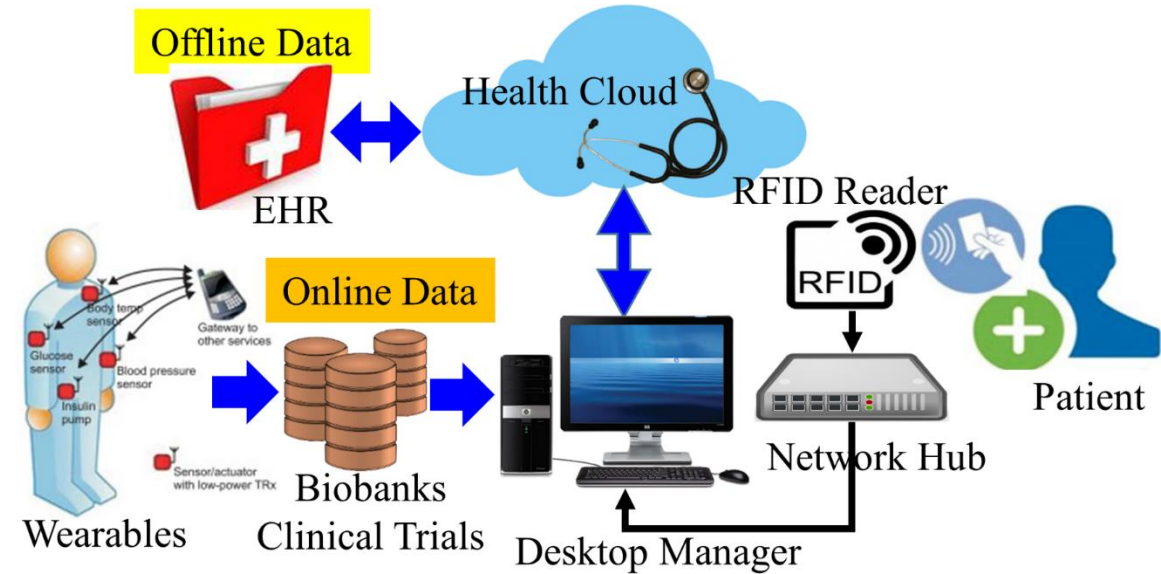 Offline Data
EHR
Health Cloud
RFID Reader
RFID
Patient
Network Hub
Online Data
Body temp
sensor
Gateway to
other services
Glucose
sensor
Blood pressure
sensor
Insulin
pump
Sensor/actuator
with low-power TRx
Wearables
Biobanks
Clinical Trials
Desktop Manager